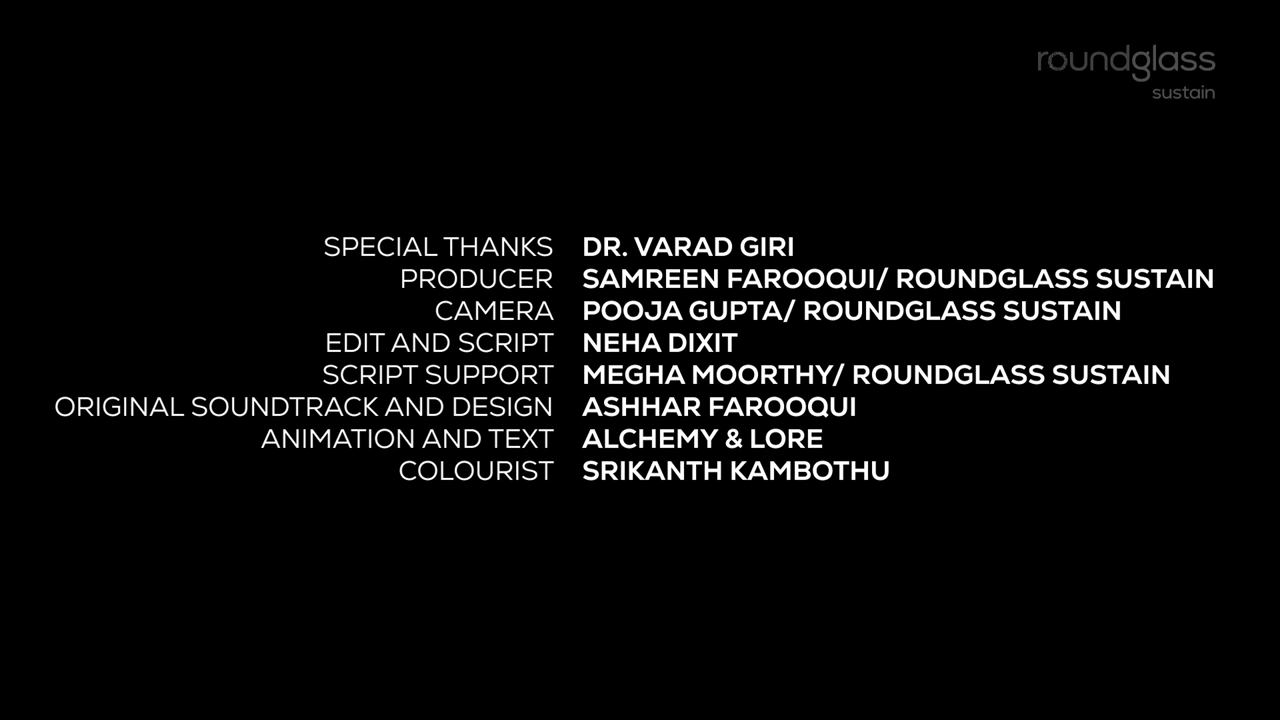 roundglass
sustain
SPECIAL THANKS DR. VARAD GIRI
PRODUCER SAMREEN FAROOQUI/ ROUNDGLASS SUSTAIN
CAMERA POOJA GUPTA/ ROUNDGLASS SUSTAIN
EDIT AND SCRIPT NEHA DIXIT
SCRIPT SUPPORT MEGHA MOORTHY/ ROUNDGLASS SUSTAIN
ORIGINAL SOUNDTRACK AND DESIGN ASHHAR FAROOQUI
ANIMATION AND TEXT ALCHEMY & LORE
COLOURIST SRIKANTH KAMBOTHU